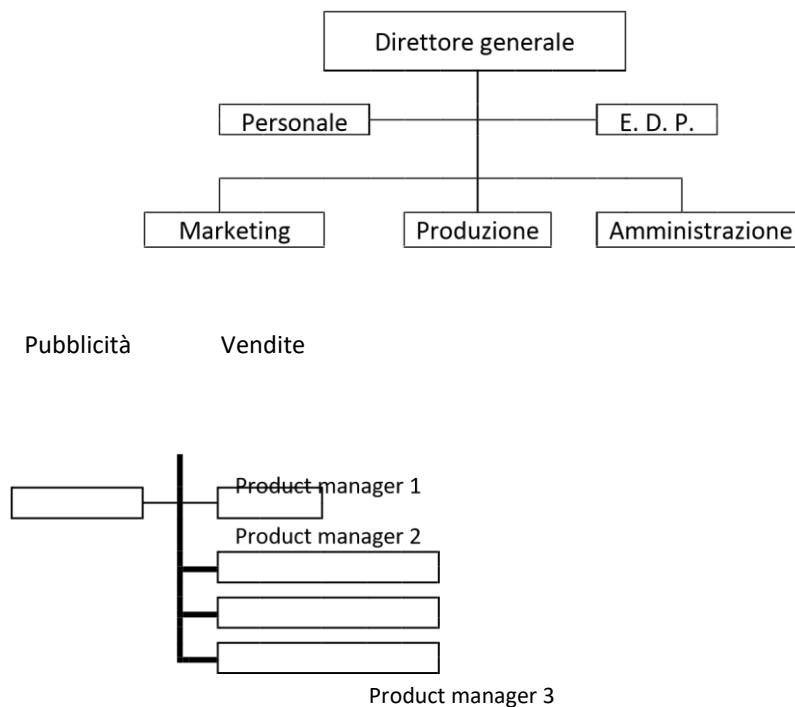 Direttore generale
Personale
E. D. P.
Marketing
Produzione
Amministrazione
Pubblicità
Vendite
Product manager 1
Product manager 2
Product manager 3